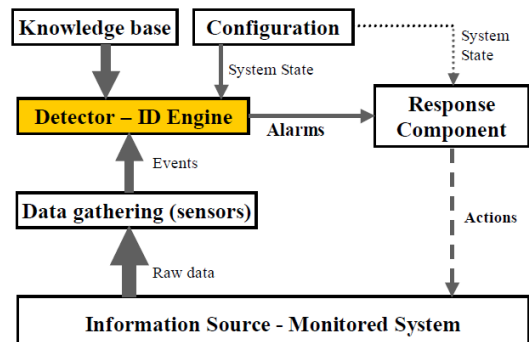 Knowledge base
Configuration
System State
System
State
Detector – ID Engine
Alarms
Response
Component
Events
Data gathering (sensors)
Actions
Raw data
Information Source - Monitored System